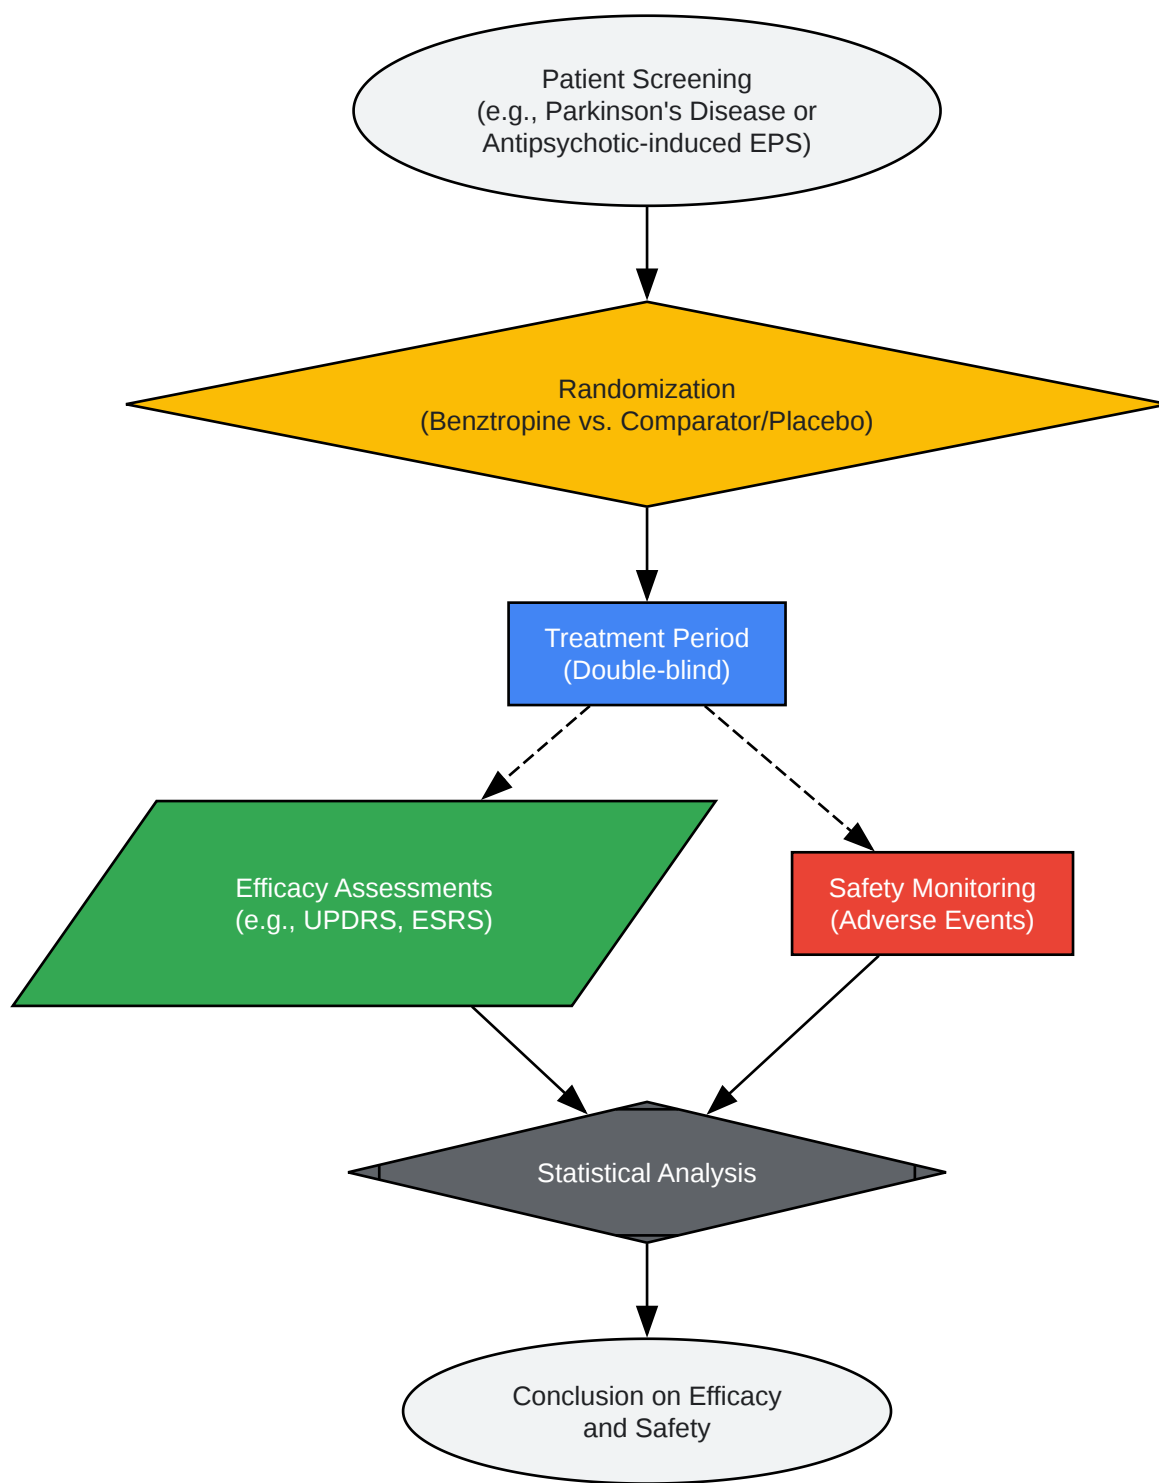 Patient Screening
(e.g., Parkinson's Disease or
Antipsychotic-induced EPS)
Randomization
(Benztropine vs. Comparator/Placebo)
Treatment Period
(Double-blind)
Efficacy Assessments
(e.g., UPDRS, ESRS)
Safety Monitoring
(Adverse Events)
Statistical Analysis
Conclusion on Efficacy
and Safety